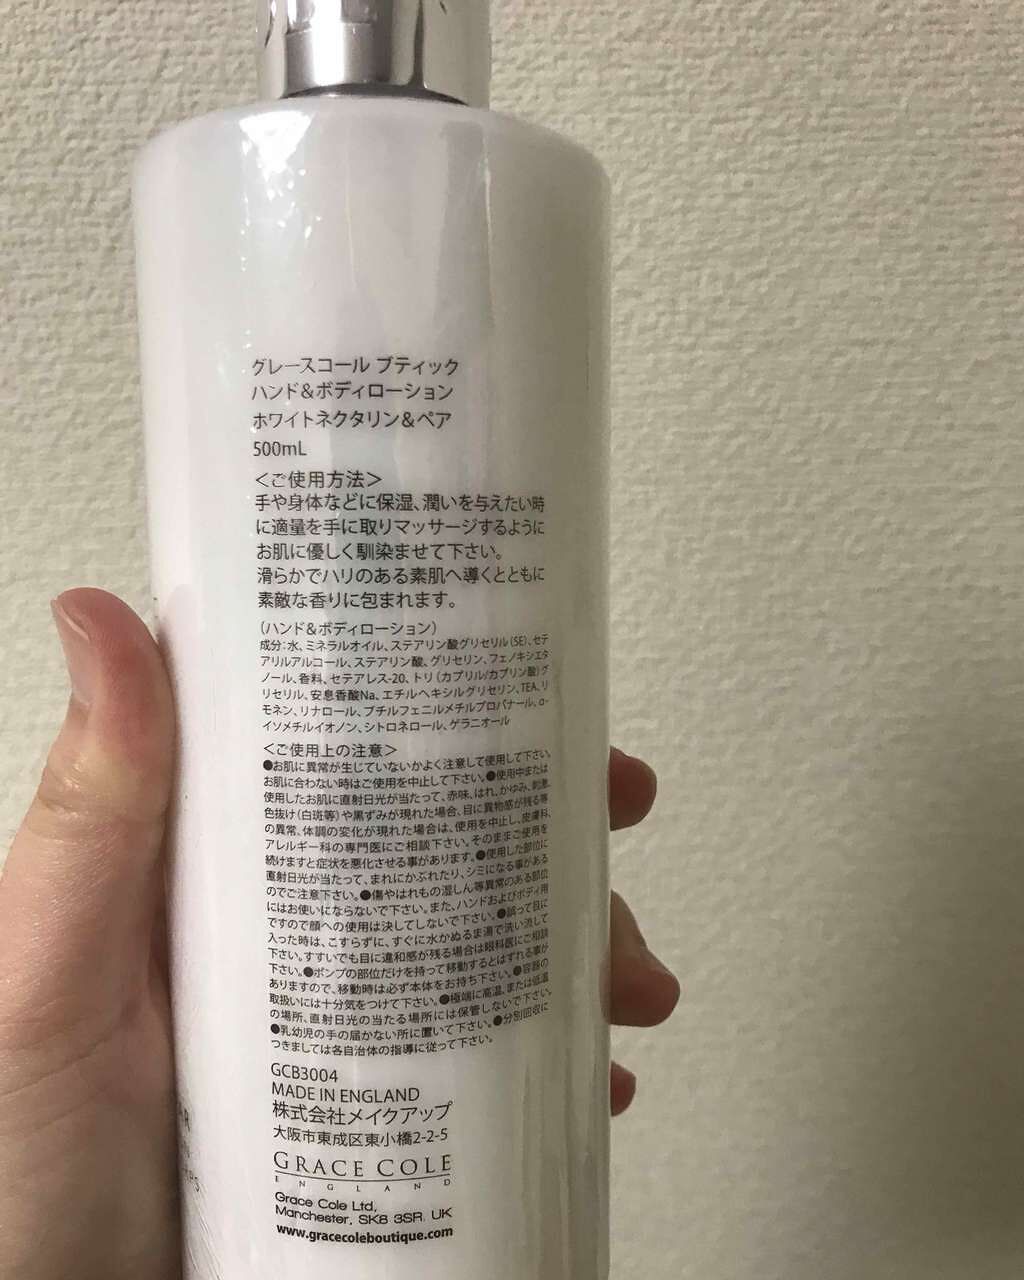 グレースコール ブティック
ハンド＆ボディローション
ホワイトネクタリン＆ペア
500mL
＜ご使用方法＞
手や身体などに保湿、潤いを与えたい時
に適量を手に取りマッサージするように
お肌に優しく馴染ませて下さい。
滑らかでハリのある素肌へ導くとともに
素敵な香りに包まれます。
（ハンド＆ボディローション）
成分：水、ミネラルオイル、ステアリン酸グリセリル（SE）、セテ
アリルアルコール、ステアリン酸、グリセリン、フェノキシエタ
ノール、香料、セテアレス-20、トリ（カプリル/カプリン酸）グ
リセリル、安息香酸Na、エチルヘキシルグリセリン、TEA、リ
モネン、リナロール、ブチルフェニルメチルプロパナール、α-
イソメチルイオノン、シトロネロール、ゲラニオール
＜ご使用上の注意＞
●お肌に異常が生じていないかよく注意して使用して下さい。
お肌に合わない時はご使用を中止して下さい。●使用中または
使用したお肌に直射日光が当たって、赤味、はれ、かゆみ、刺激、
色抜け（白斑等）や黒ずみが現れた場合、目に異物感が残る等
の異常、体調の変化が現れた場合は、使用を中止し、皮膚科、
アレルギー科の専門医にご相談下さい。そのままご使用を
続けますと症状を悪化させる事があります。●使用した部位に
直射日光が当たって、まれにかぶれたり、シミになる事がある
のでご注意下さい。●傷やはれもの湿しん等異常のある部位
にはお使いにならないで下さい。また、ハンドおよびボディ用
ですので顔への使用は決してしないで下さい。●誤って目に
入った時は、こすらずに、すぐに水かぬるま湯で洗い流して
下さい。すすいでも目に違和感が残る場合は眼科医にご相談
下さい。●ポンプの部位だけを持って移動するとはずれる事が
ありますので、移動時は必ず本体をお持ち下さい。●容器の
取扱いには十分気をつけて下さい。●極端に高温、または低温
の場所、直射日光の当たる場所には保管しないで下さい。
●乳幼児の手の届かない所に置いて下さい。●分別回収に
つきましては各自治体の指導に従って下さい。
GCB3004
MADE IN ENGLAND
株式会社メイクアップ
大阪市東成区東小橋2-2-5
GRACE COLE
ENGLAND
Grace Cole Ltd,
Manchester, SK8 3SR. UK
www.gracecoleboutique.com